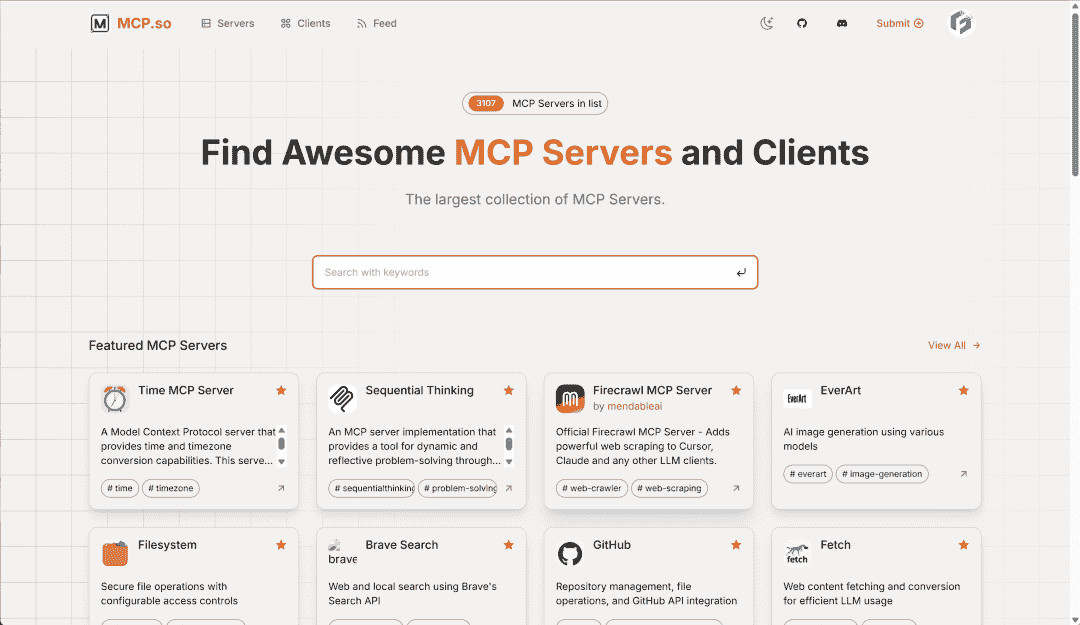 M MCP.so Servers Clients Feed Submit
3107 MCP Servers in list
Find Awesome MCP Servers and Clients
The largest collection of MCP Servers.
Search with keywords
Featured MCP Servers
View All
Time MCP Server
A Model Context Protocol server that
provides time and timezone
conversion capabilities. This serve...
# time # timezone
Sequential Thinking
An MCP server implementation that
provides a tool for dynamic and
reflective problem-solving through...
# sequentialthinking # problem-solving
Firecrawl MCP Server
by mendableai
Official Firecrawl MCP Server - Adds
powerful web scraping to Cursor,
Claude and any other LLM clients.
# web-crawler # web-scraping
EverArt
EverArt
AI image generation using various
models
# everart # image-generation
Filesystem
Secure file operations with
configurable access controls
brave
Brave Search
Web and local search using Brave's
Search API
GitHub
Repository management, file
operations, and GitHub API integration
fetch
Fetch
Web content fetching and conversion
for efficient LLM usage